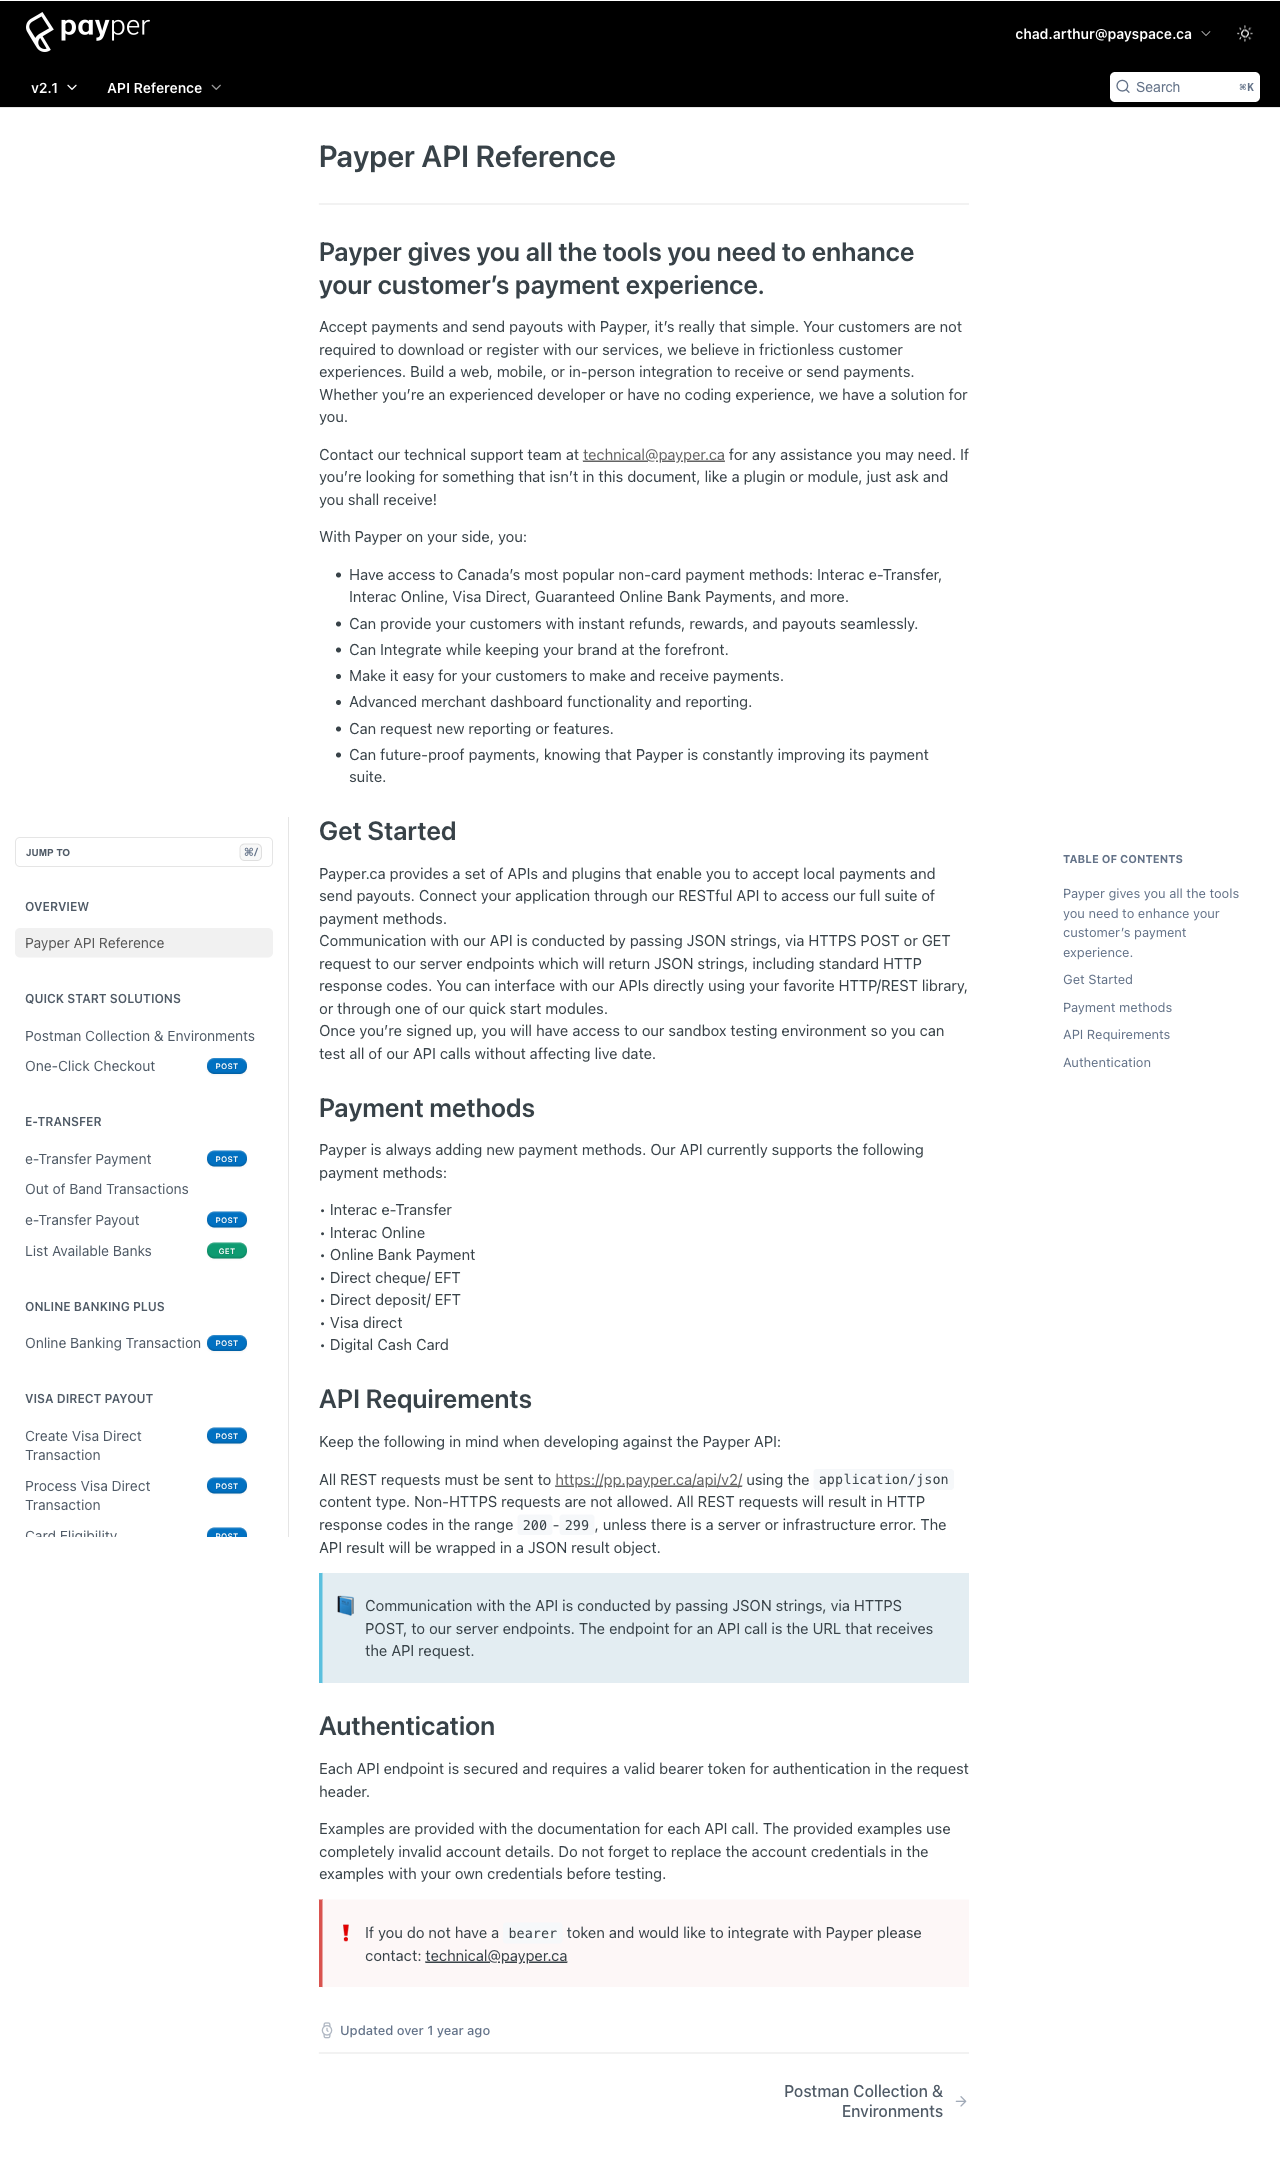 payper
chad.arthur@payspace.ca
v2.1
API Reference
Search
⌘K
Payper API Reference
Payper gives you all the tools you need to enhance
your customer’s payment experience.
Accept payments and send payouts with Payper, it’s really that simple. Your customers are not
required to download or register with our services, we believe in frictionless customer
experiences. Build a web, mobile, or in-person integration to receive or send payments.
Whether you’re an experienced developer or have no coding experience, we have a solution for
you.
Contact our technical support team at technical@payper.ca for any assistance you may need. If
you’re looking for something that isn’t in this document, like a plugin or module, just ask and
you shall receive!
With Payper on your side, you:
• Have access to Canada’s most popular non-card payment methods: Interac e-Transfer,
Interac Online, Visa Direct, Guaranteed Online Bank Payments, and more.
• Can provide your customers with instant refunds, rewards, and payouts seamlessly.
• Can Integrate while keeping your brand at the forefront.
• Make it easy for your customers to make and receive payments.
• Advanced merchant dashboard functionality and reporting.
• Can request new reporting or features.
• Can future-proof payments, knowing that Payper is constantly improving its payment
suite.
JUMP TO
⌘/
OVERVIEW
Payper API Reference
QUICK START SOLUTIONS
Postman Collection & Environments
One-Click Checkout POST
E-TRANSFER
e-Transfer Payment POST
Out of Band Transactions
e-Transfer Payout POST
List Available Banks GET
ONLINE BANKING PLUS
Online Banking Transaction POST
VISA DIRECT PAYOUT
Create Visa Direct POST
Transaction
Process Visa Direct POST
Transaction
Card Eligibility POST
Get Started
Payper.ca provides a set of APIs and plugins that enable you to accept local payments and
send payouts. Connect your application through our RESTful API to access our full suite of
payment methods.
Communication with our API is conducted by passing JSON strings, via HTTPS POST or GET
request to our server endpoints which will return JSON strings, including standard HTTP
response codes. You can interface with our APIs directly using your favorite HTTP/REST library,
or through one of our quick start modules.
Once you’re signed up, you will have access to our sandbox testing environment so you can
test all of our API calls without affecting live date.
Payment methods
Payper is always adding new payment methods. Our API currently supports the following
payment methods:
• Interac e-Transfer
• Interac Online
• Online Bank Payment
• Direct cheque/ EFT
• Direct deposit/ EFT
• Visa direct
• Digital Cash Card
API Requirements
Keep the following in mind when developing against the Payper API:
All REST requests must be sent to https://pp.payper.ca/api/v2/ using the application/json
content type. Non-HTTPS requests are not allowed. All REST requests will result in HTTP
response codes in the range 200 - 299 , unless there is a server or infrastructure error. The
API result will be wrapped in a JSON result object.
Communication with the API is conducted by passing JSON strings, via HTTPS
POST, to our server endpoints. The endpoint for an API call is the URL that receives
the API request.
Authentication
Each API endpoint is secured and requires a valid bearer token for authentication in the request
header.
Examples are provided with the documentation for each API call. The provided examples use
completely invalid account details. Do not forget to replace the account credentials in the
examples with your own credentials before testing.
If you do not have a bearer token and would like to integrate with Payper please
contact: technical@payper.ca
Updated over 1 year ago
Postman Collection &
Environments
TABLE OF CONTENTS
Payper gives you all the tools
you need to enhance your
customer’s payment
experience.
Get Started
Payment methods
API Requirements
Authentication